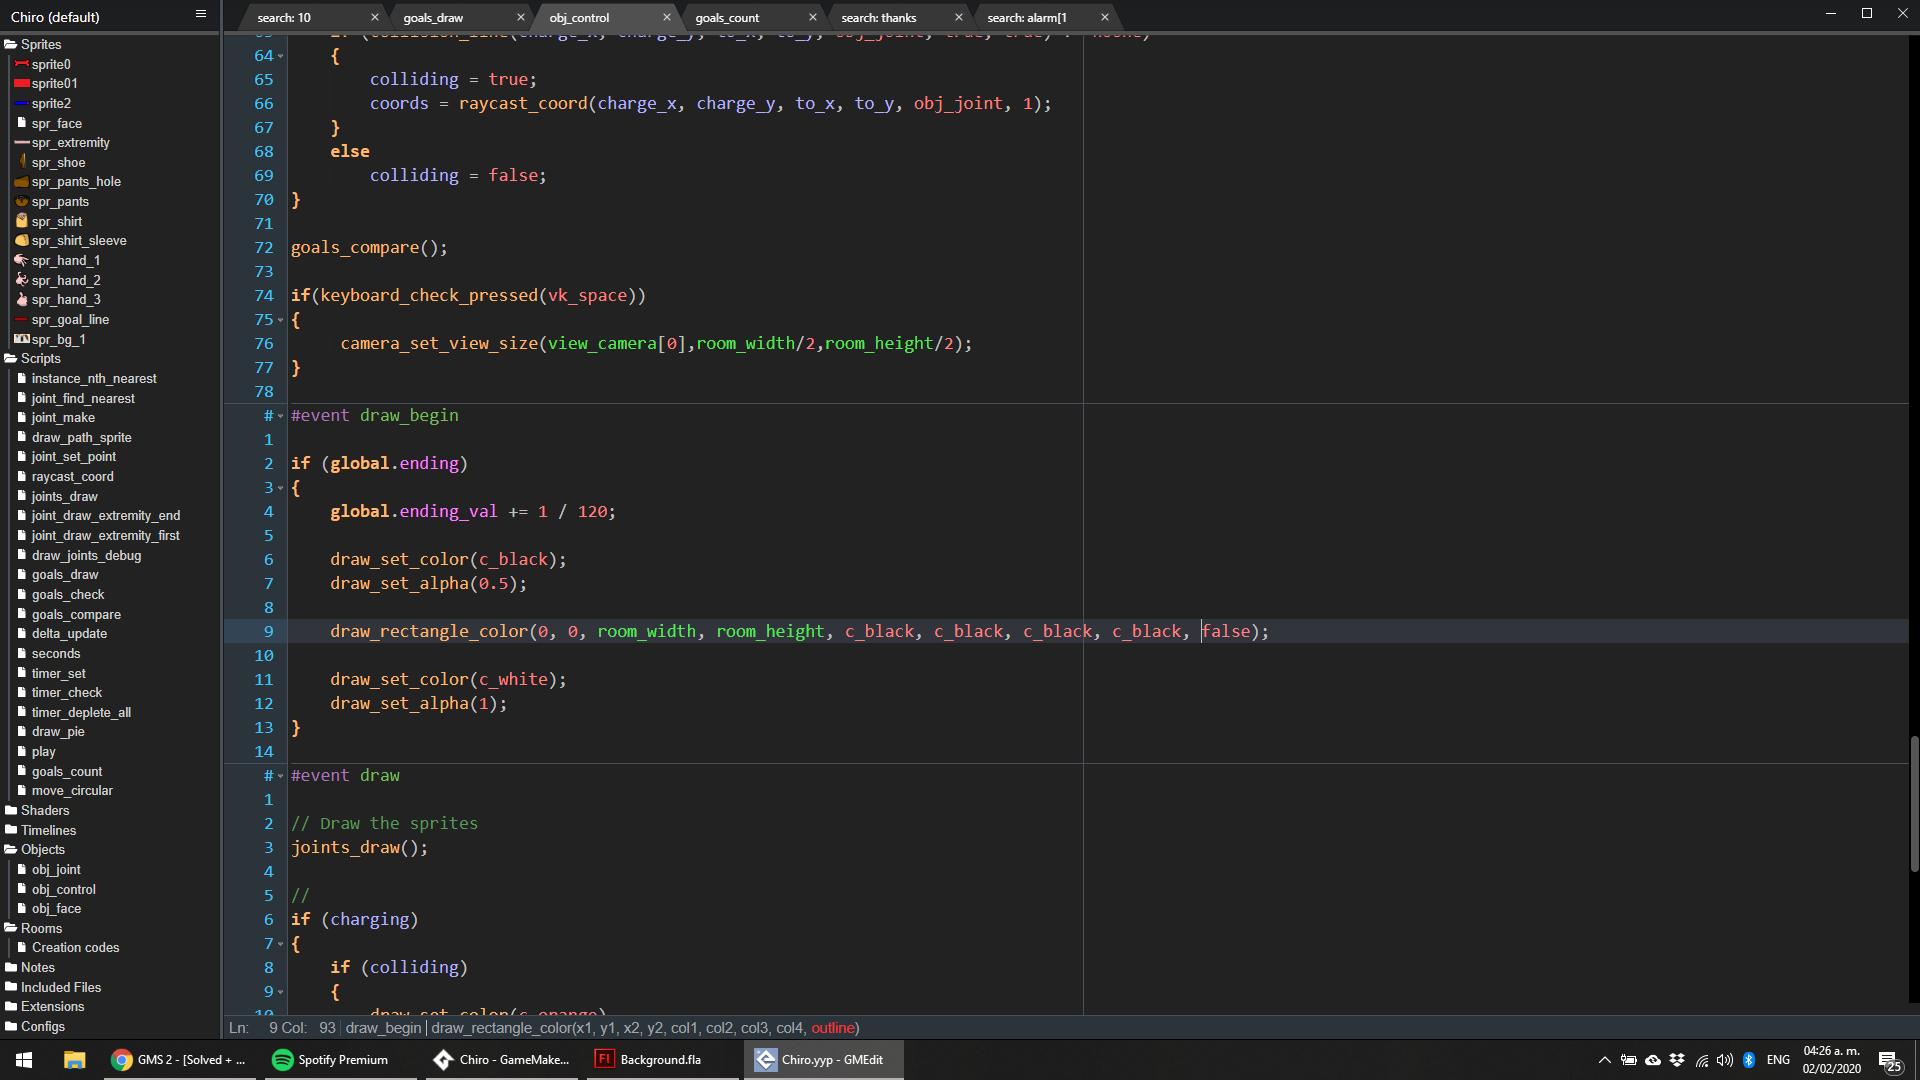 Chiro (default)
search: 10
goals_draw
obj_control
goals_count
search: thanks
search: alarm[1
Sprites
sprite0
sprite01
sprite2
spr_face
spr_extremity
spr_shoe
spr_pants_hole
spr_pants
spr_shirt
spr_shirt_sleeve
spr_hand_1
spr_hand_2
spr_hand_3
spr_goal_line
spr_bg_1
Scripts
instance_nth_nearest
joint_find_nearest
joint_make
draw_path_sprite
joint_set_point
raycast_coord
joints_draw
joint_draw_extremity_end
joint_draw_extremity_first
draw_joints_debug
goals_draw
goals_check
goals_compare
delta_update
seconds
timer_set
timer_check
timer_deplete_all
draw_pie
play
goals_count
move_circular
Shaders
Timelines
Objects
obj_joint
obj_control
obj_face
Rooms
Creation codes
Notes
Included Files
Extensions
Configs
64 {
65 colliding = true;
66 coords = raycast_coord(charge_x, charge_y, to_x, to_y, obj_joint, 1);
67 }
68 else
69 colliding = false;
70 }
71
72 goals_compare();
73
74 if(keyboard_check_pressed(vk_space))
75 {
76 camera_set_view_size(view_camera[0],room_width/2,room_height/2);
77 }
78
# #event draw_begin
1
2 if (global.ending)
3 {
4 global.ending_val += 1 / 120;
5
6 draw_set_color(c_black);
7 draw_set_alpha(0.5);
8
9 draw_rectangle_color(0, 0, room_width, room_height, c_black, c_black, c_black, c_black, false);
10
11 draw_set_color(c_white);
12 draw_set_alpha(1);
13 }
14
# #event draw
1
2 // Draw the sprites
3 joints_draw();
4
5 //
6 if (charging)
7 {
8 if (colliding)
9 {
10 draw_set_color(c_orange)
Ln: 9 Col: 93 draw_begin draw_rectangle_color(x1, y1, x2, y2, col1, col2, col3, col4, outline)
GMS 2 - [Solved + ...
Spotify Premium
Chiro - GameMake...
Fl
Background.fla
Chiro.yyp - GMEdit
ENG
04:26 a. m.
02/02/2020
25